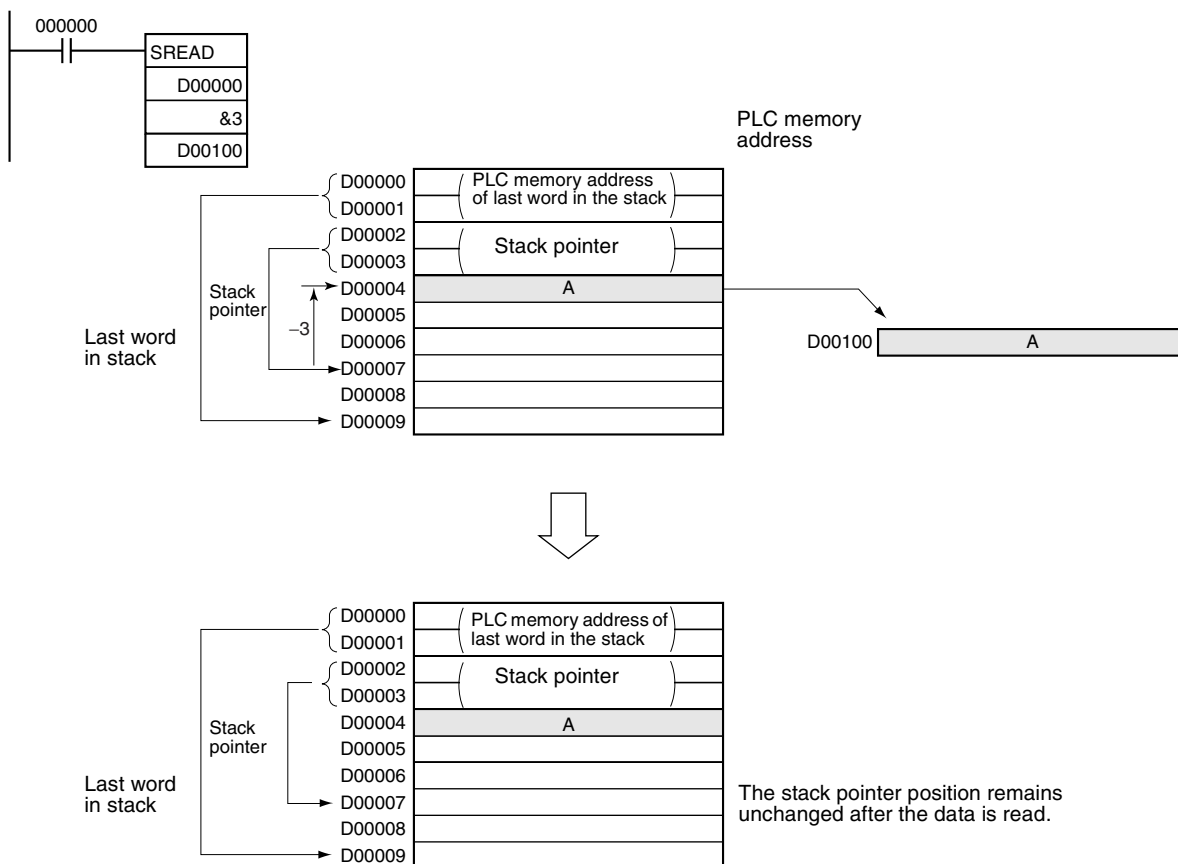 000000
SREAD
D00000
&3
D00100
PLC memory
address
D00000
D00001
PLC memory address
of last word in the stack
D00002
D00003
Stack pointer
D00004
A
Stack
pointer
−3
D00005
D00006
D00007
D00008
D00009
Last word
in stack
D00100
A
D00000
D00001
PLC memory address of
last word in the stack
D00002
D00003
Stack pointer
D00004
A
Stack
pointer
D00005
D00006
D00007
D00008
D00009
Last word
in stack
The stack pointer position remains
unchanged after the data is read.